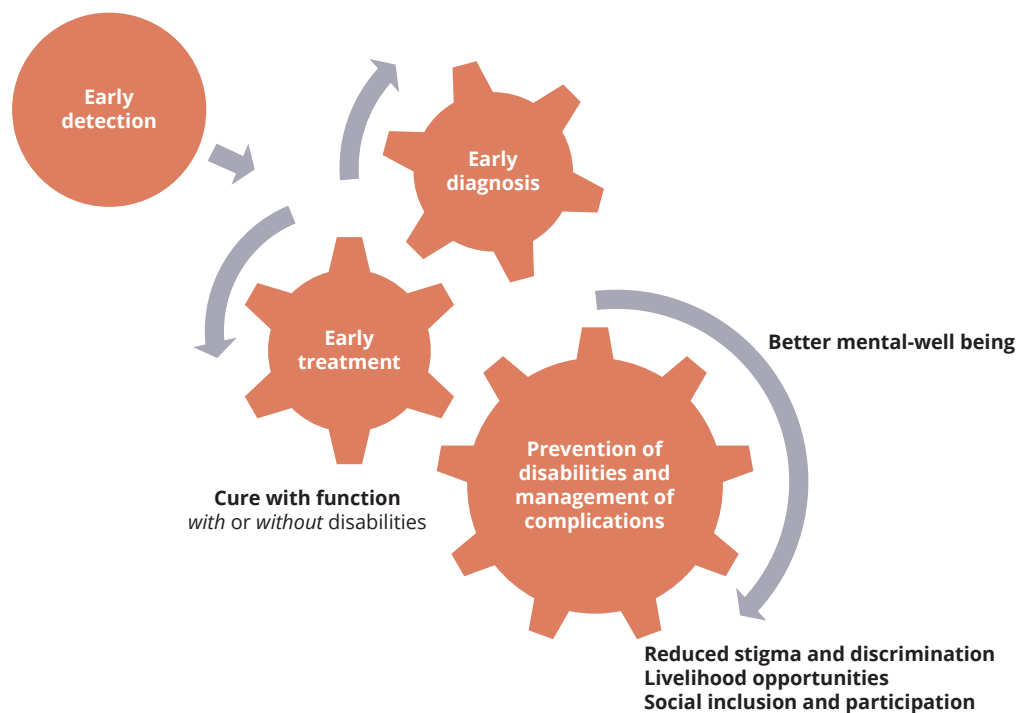 Early
detection
Early
diagnosis
Early
treatment
Better mental-well being
Prevention of
disabilities and
management of
complications
Cure with function
with or without disabilities
Reduced stigma and discrimination
Livelihood opportunities
Social inclusion and participation